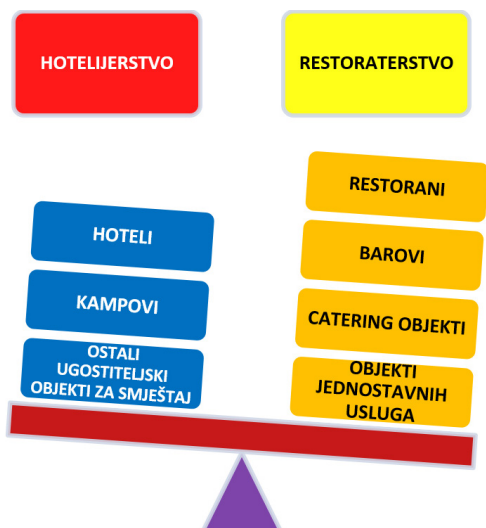 HOTELIJERSTVO
RESTORATERSTVO
HOTELI
KAMPOVI
OSTALI
UGOSTITELJSKI
OBJEKTI ZA SMJEŠTAJ
RESTORANI
BAROVI
CATERING OBJEKTI
OBJEKTI
JEDNOSTAVNIH
USLUGA